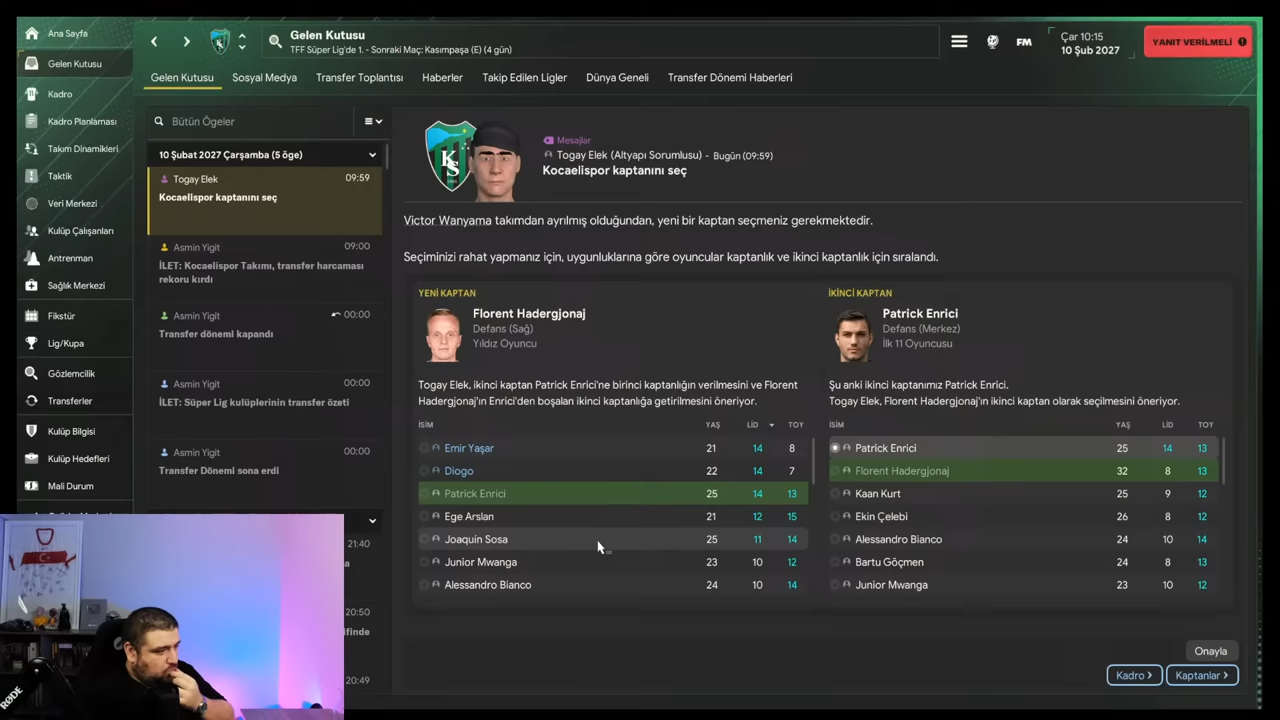 Ana Sayfa
Gelen Kutusu
Kadro
Kadro Planlaması
Takım Dinamikleri
Taktik
Veri Merkezi
Kulüp Çalışanları
Antrenman
Sağlık Merkezi
Fikstür
Lig/Kupa
Gözlemcilik
Transferler
Kulüp Bilgisi
Kulüp Hedefleri
Mali Durum
Gelen Kutusu
TFF Süper Lig'de 1. - Sonraki Maç: Kasımpaşa (E) (4 gün)
FM
Çar 10:15
10 Şub 2027
YANIT VERİLMELİ
Gelen Kutusu Sosyal Medya Transfer Toplantısı Haberler Takip Edilen Ligler Dünya Geneli Transfer Dönemi Haberleri
Bütün Ögeler
10 Şubat 2027 Çarşamba (5 öge)
Togay Elek 09:59
Kocaelispor kaptanını seç
Asmin Yigit 09:00
İLET: Kocaelispor Takımı, transfer harcaması
rekoru kırdı
Asmin Yigit 00:00
Transfer dönemi kapandı
Asmin Yigit 00:00
İLET: Süper Lig kulüplerinin transfer özeti
Asmin Yigit 00:00
Transfer Dönemi sona erdi
21:40
20:50
20:49
Mesajlar
Togay Elek (Altyapı Sorumlusu) - Bugün (09:59)
Kocaelispor kaptanını seç
Victor Wanyama takımdan ayrılmış olduğundan, yeni bir kaptan seçmeniz gerekmektedir.
Seçiminizi rahat yapmanız için, uygunluklarına göre oyuncular kaptanlık ve ikinci kaptanlık için sıralandı.
YENİ KAPTAN
Florent Hadergjonaj
Defans (Sağ)
Yıldız Oyuncu
Togay Elek, ikinci kaptan Patrick Enrici'ne birinci kaptanlığın verilmesini ve Florent
Hadergjonaj'ın Enrici'den boşalan ikinci kaptanlığa getirilmesini öneriyor.
İSİM YAŞ LİD TOY
Emir Yaşar 21 14 8
Diogo 22 14 7
Patrick Enrici 25 14 13
Ege Arslan 21 12 15
Joaquín Sosa 25 11 14
Junior Mwanga 23 10 12
Alessandro Bianco 24 10 14
İKİNCİ KAPTAN
Patrick Enrici
Defans (Merkez)
İlk 11 Oyuncusu
Şu anki ikinci kaptanımız Patrick Enrici.
Togay Elek, Florent Hadergjonaj'ın ikinci kaptan olarak seçilmesini öneriyor.
İSİM YAŞ LİD TOY
Patrick Enrici 25 14 13
Florent Hadergjonaj 32 8 13
Kaan Kurt 25 9 12
Ekin Çelebi 26 8 12
Alessandro Bianco 24 10 14
Bartu Göçmen 24 8 13
Junior Mwanga 23 10 12
Onayla
Kadro
Kaptanlar
RØDE